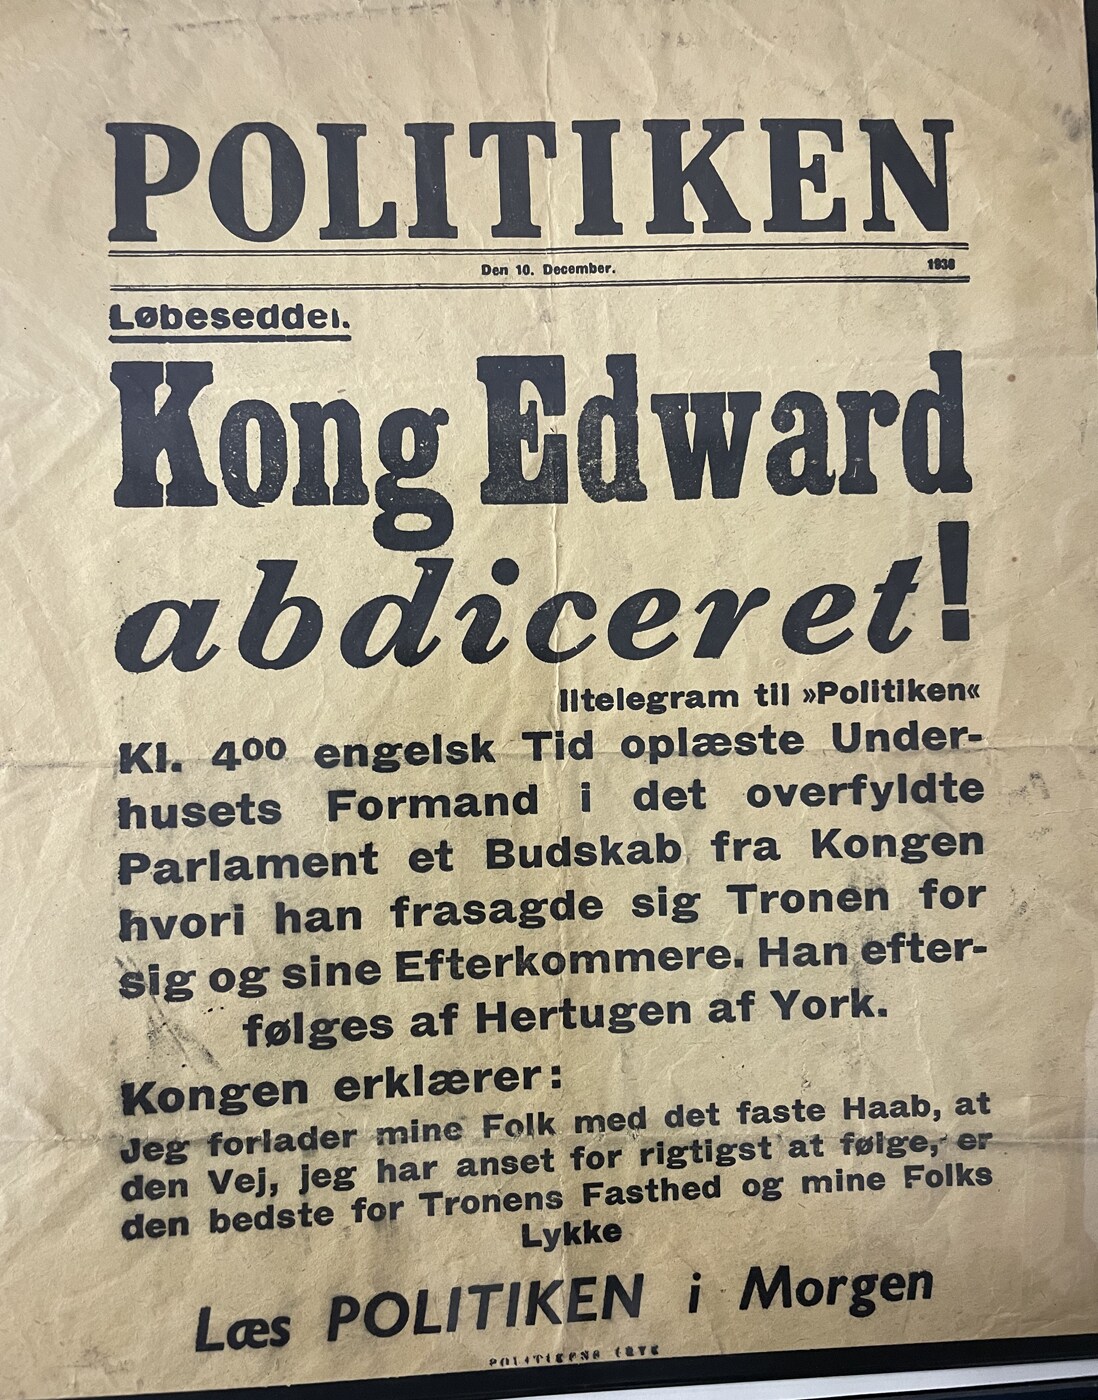 POLITIKEN
Den 10. December. 1936
Løbeseddel.
Kong Edward
abdiceret!
Iltelegram til »Politiken«
Kl. 4⁰⁰ engelsk Tid oplæste Under-
husets Formand i det overfyldte
Parlament et Budskab fra Kongen
hvori han frasagde sig Tronen for
sig og sine Efterkommere. Han efter-
følges af Hertugen af York.
Kongen erklærer:
Jeg forlader mine Folk med det faste Haab, at
den Vej, jeg har anset for rigtigst at følge, er
den bedste for Tronens Fasthed og mine Folks
Lykke
Læs POLITIKEN i Morgen
POLITIKENS TRYK